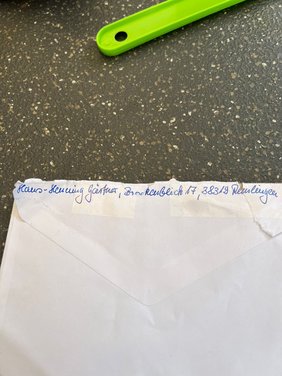 Hans-Henning Gärtner, Brockenblick 17, 38319 Remlingen